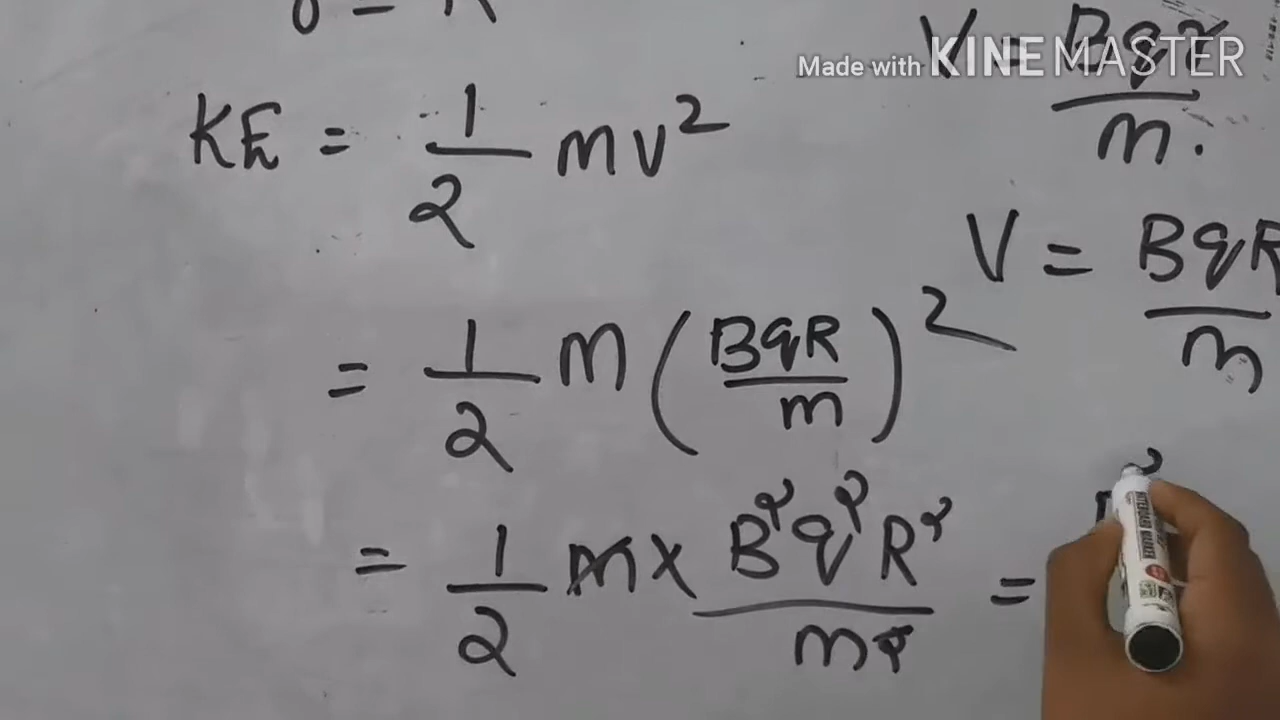 Made with KINEMASTER
V = Bqr/m.
KE = 1/2 mv²
V = BqR/m
= 1/2 m (BqR/m)²
= 1/2 m x B²q²R²/m² =